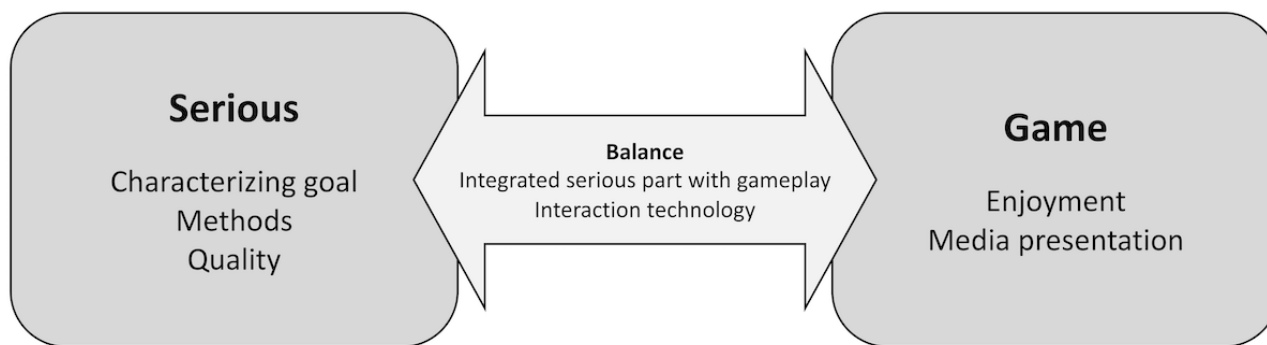 Serious
Characterizing goal
Methods
Quality
Balance
Integrated serious part with gameplay
Interaction technology
Game
Enjoyment
Media presentation